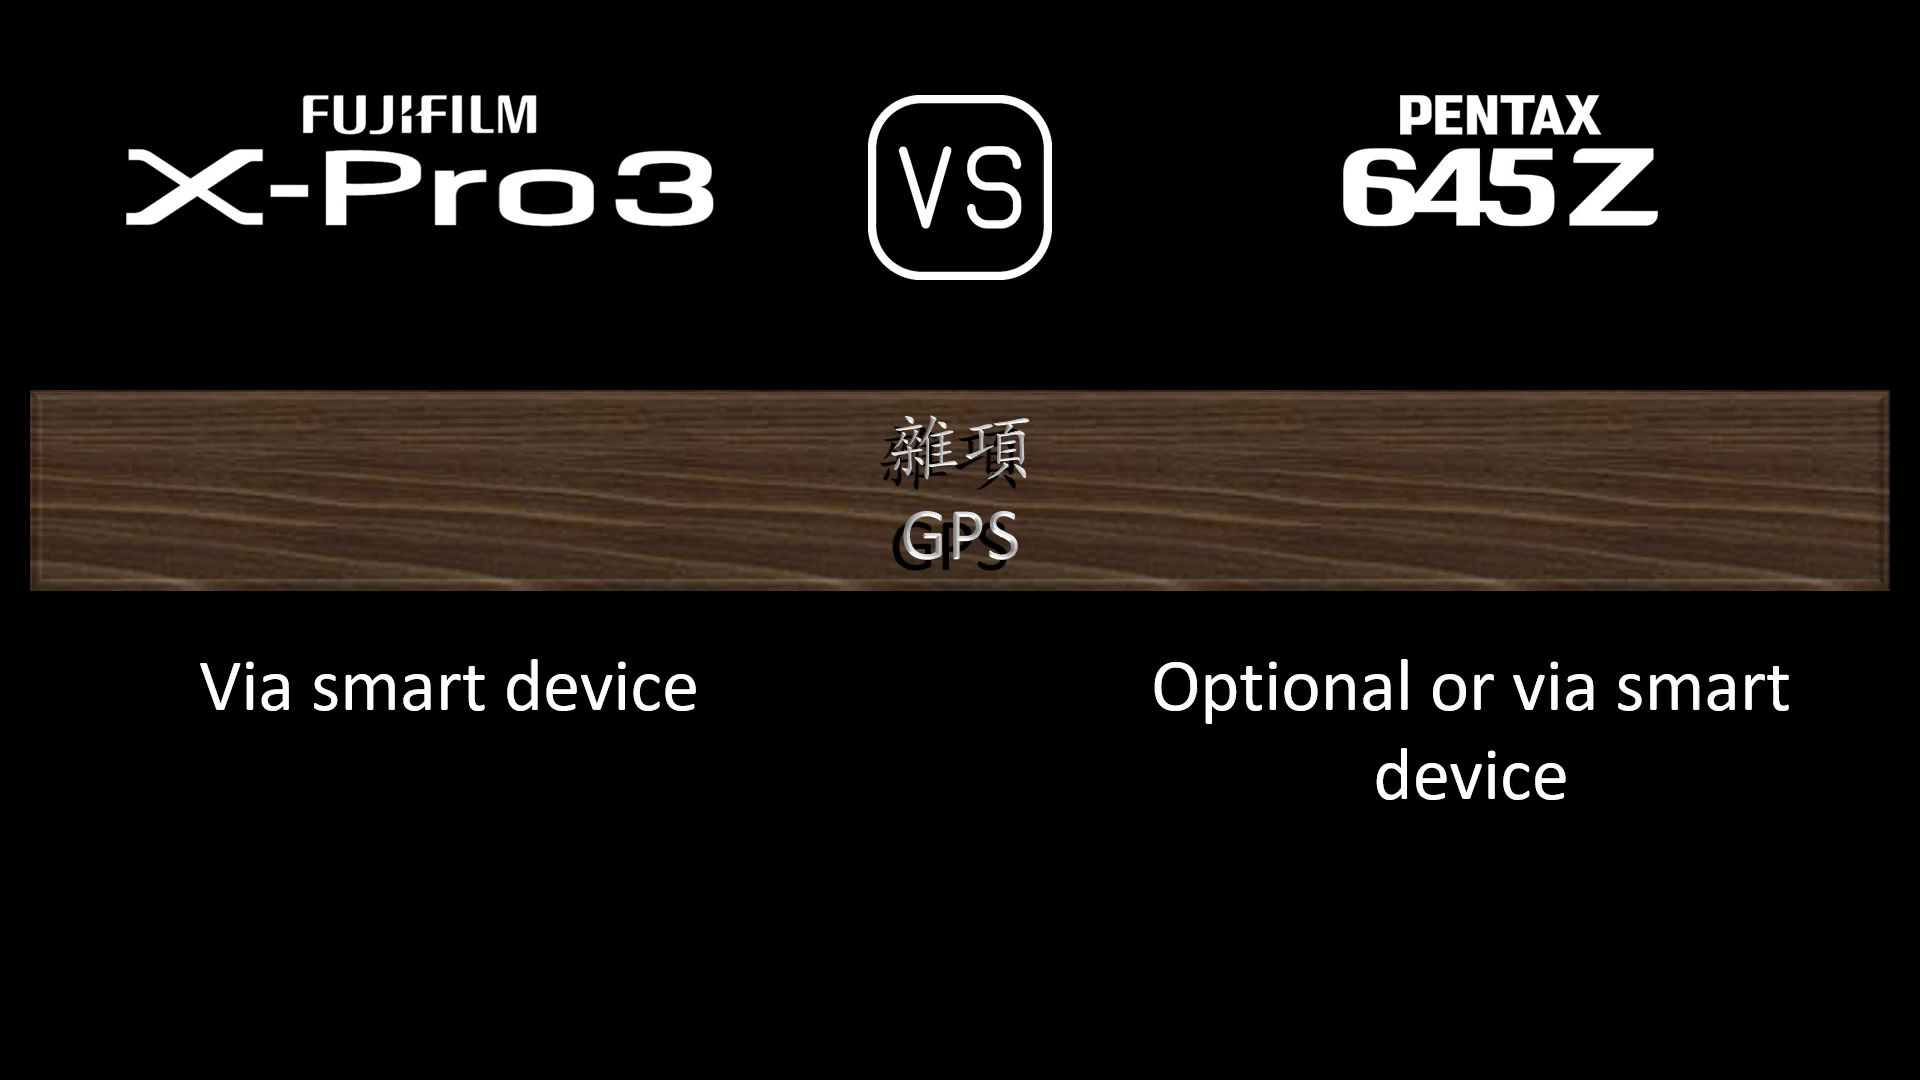 FUJIFILM
X-Pro3
VS
PENTAX
645Z
雜項
GPS
Via smart device
Optional or via smart
device